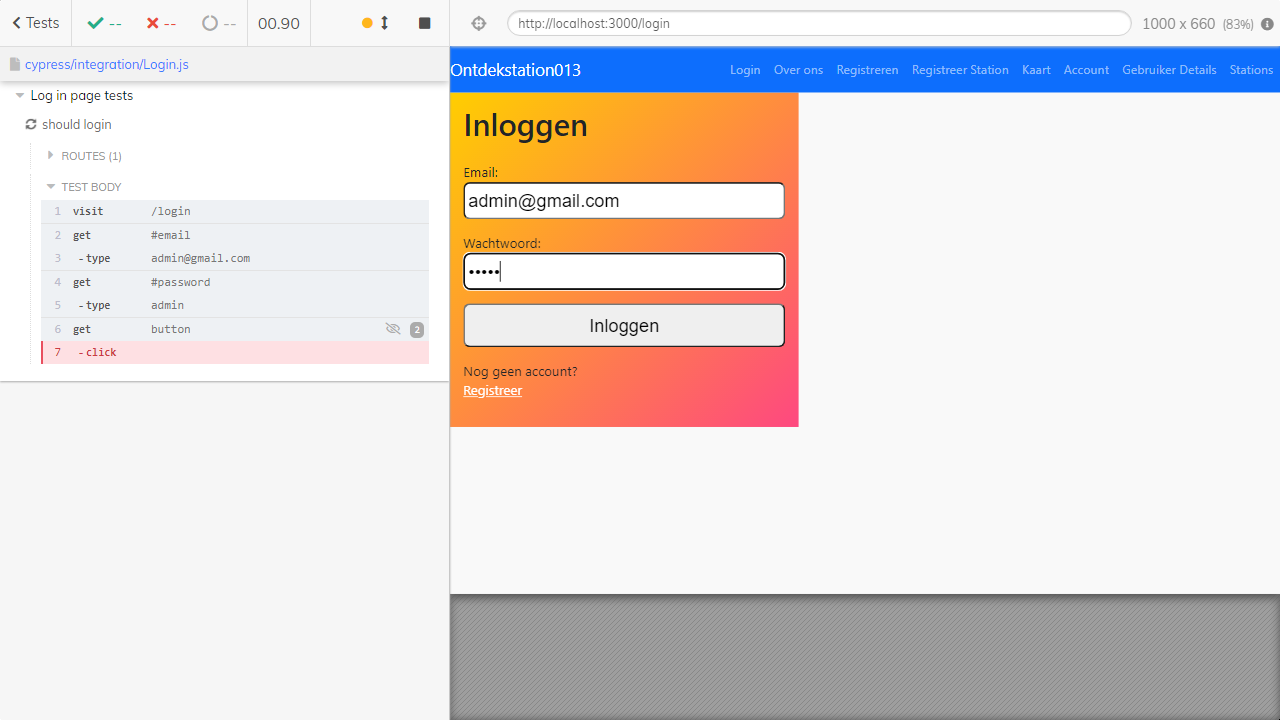 Tests -- -- -- 00.90
cypress/integration/Login.js
Log in page tests
should login
ROUTES (1)
TEST BODY
1 visit /login
2 get #email
3 -type admin@gmail.com
4 get #password
5 -type admin
6 get button 2
7 -click
http://localhost:3000/login 1000 x 660 (83%)
Ontdekstation013 Login Over ons Registreren Registreer Station Kaart Account Gebruiker Details Stations
Inloggen
Email:
admin@gmail.com
Wachtwoord:
•••••
Inloggen
Nog geen account?
Registreer